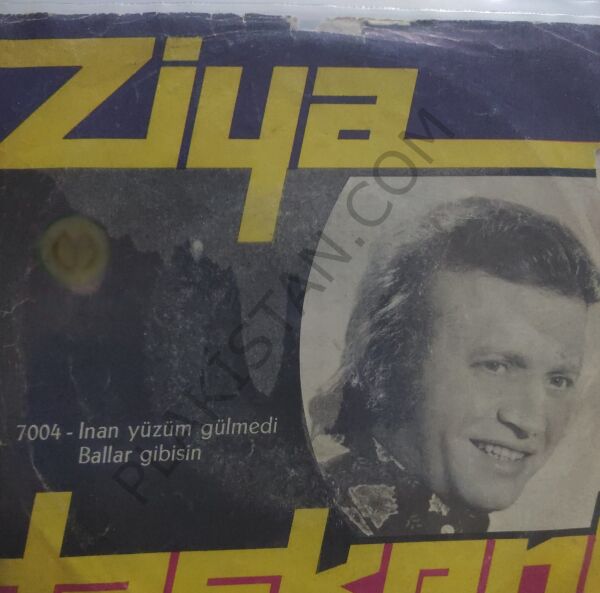 Ziya
7004 - Inan yüzüm gülmedi
Ballar gibisin
PLAKISTAN.COM